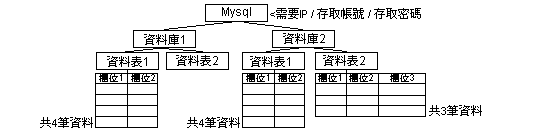 Mysql <需要IP / 存取帳號 / 存取密碼
資料庫1 資料庫2
資料表1 資料表2 資料表1 資料表2
欄位1 欄位2 欄位1 欄位2 欄位1 欄位2 欄位3
共3筆資料
共4筆資料 共4筆資料